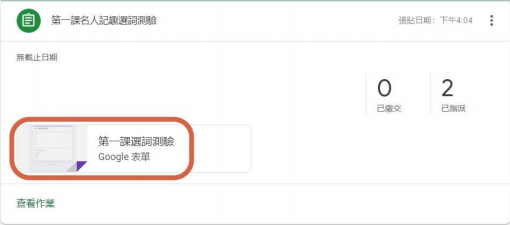 第一課名人記趣選詞測驗
張貼日期：下午4:04
無截止日期
0
已繳交
2
已指派
第一課選詞測驗
Google 表單
查看作業